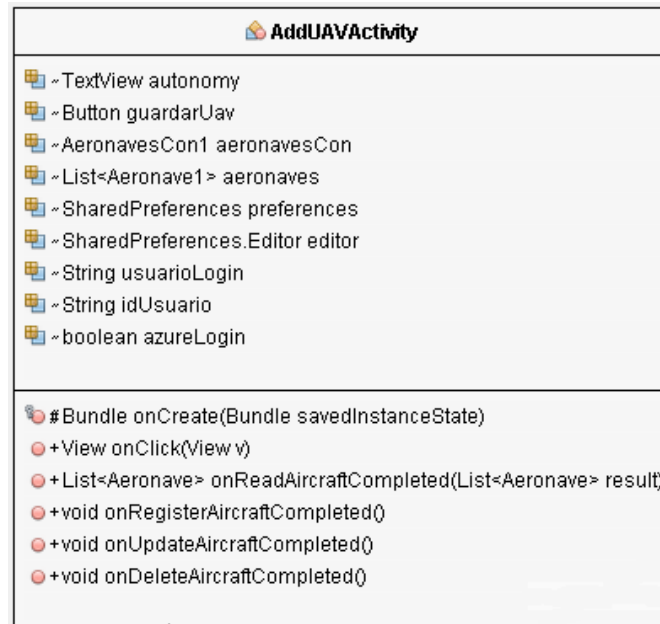 AddUAVActivity
~TextView autonomy
~Button guardarUav
~AeronavesCon1 aeronavesCon
~List<Aeronave1> aeronaves
~SharedPreferences preferences
~SharedPreferences.Editor editor
~String usuarioLogin
~String idUsuario
~boolean azureLogin
#Bundle onCreate(Bundle savedInstanceState)
+View onClick(View v)
+List<Aeronave> onReadAircraftCompleted(List<Aeronave> result)
+void onRegisterAircraftCompleted()
+void onUpdateAircraftCompleted()
+void onDeleteAircraftCompleted()